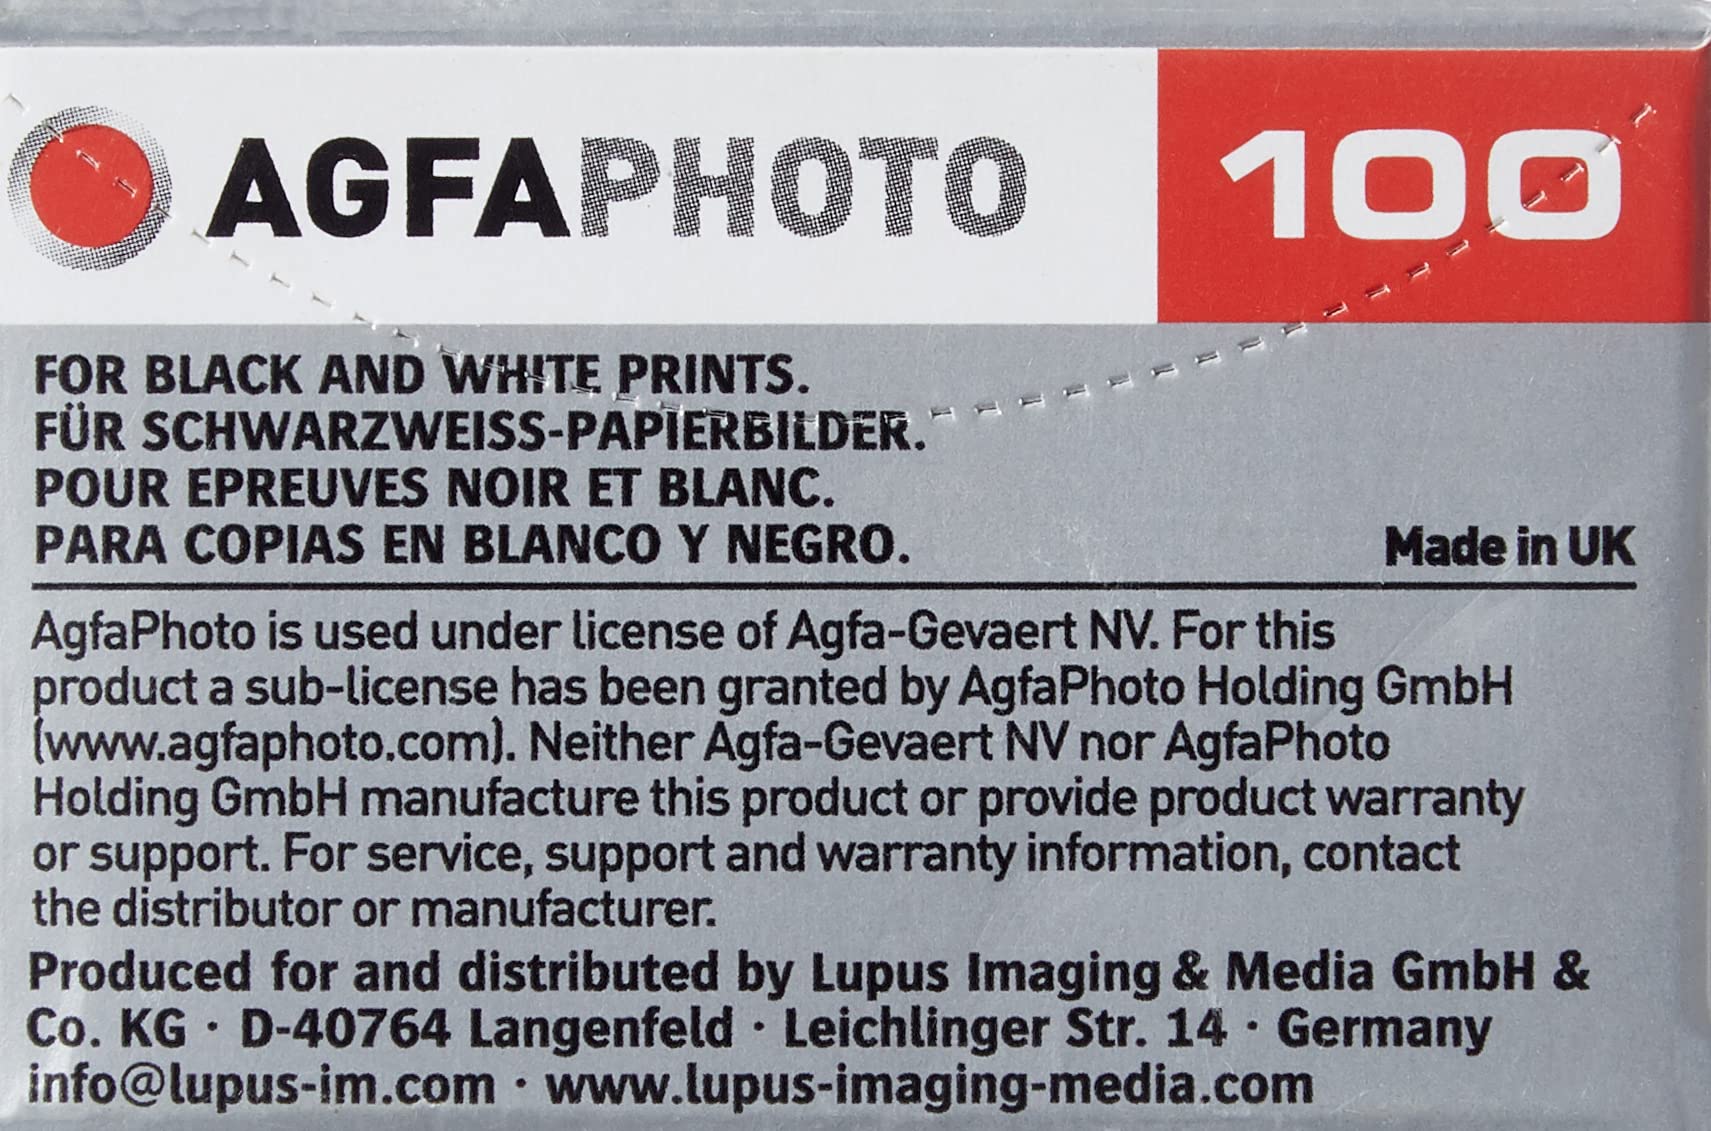 AGFAPHOTO 100
FOR BLACK AND WHITE PRINTS.
FÜR SCHWARZWEISS-PAPIERBILDER.
POUR EPREUVES NOIR ET BLANC.
PARA COPIAS EN BLANCO Y NEGRO.
Made in UK
AgfaPhoto is used under license of Agfa-Gevaert NV. For this
product a sub-license has been granted by AgfaPhoto Holding GmbH
(www.agfaphoto.com). Neither Agfa-Gevaert NV nor AgfaPhoto
Holding GmbH manufacture this product or provide product warranty
or support. For service, support and warranty information, contact
the distributor or manufacturer.
Produced for and distributed by Lupus Imaging & Media GmbH &
Co. KG · D-40764 Langenfeld · Leichlinger Str. 14 · Germany
info@lupus-im.com · www.lupus-imaging-media.com